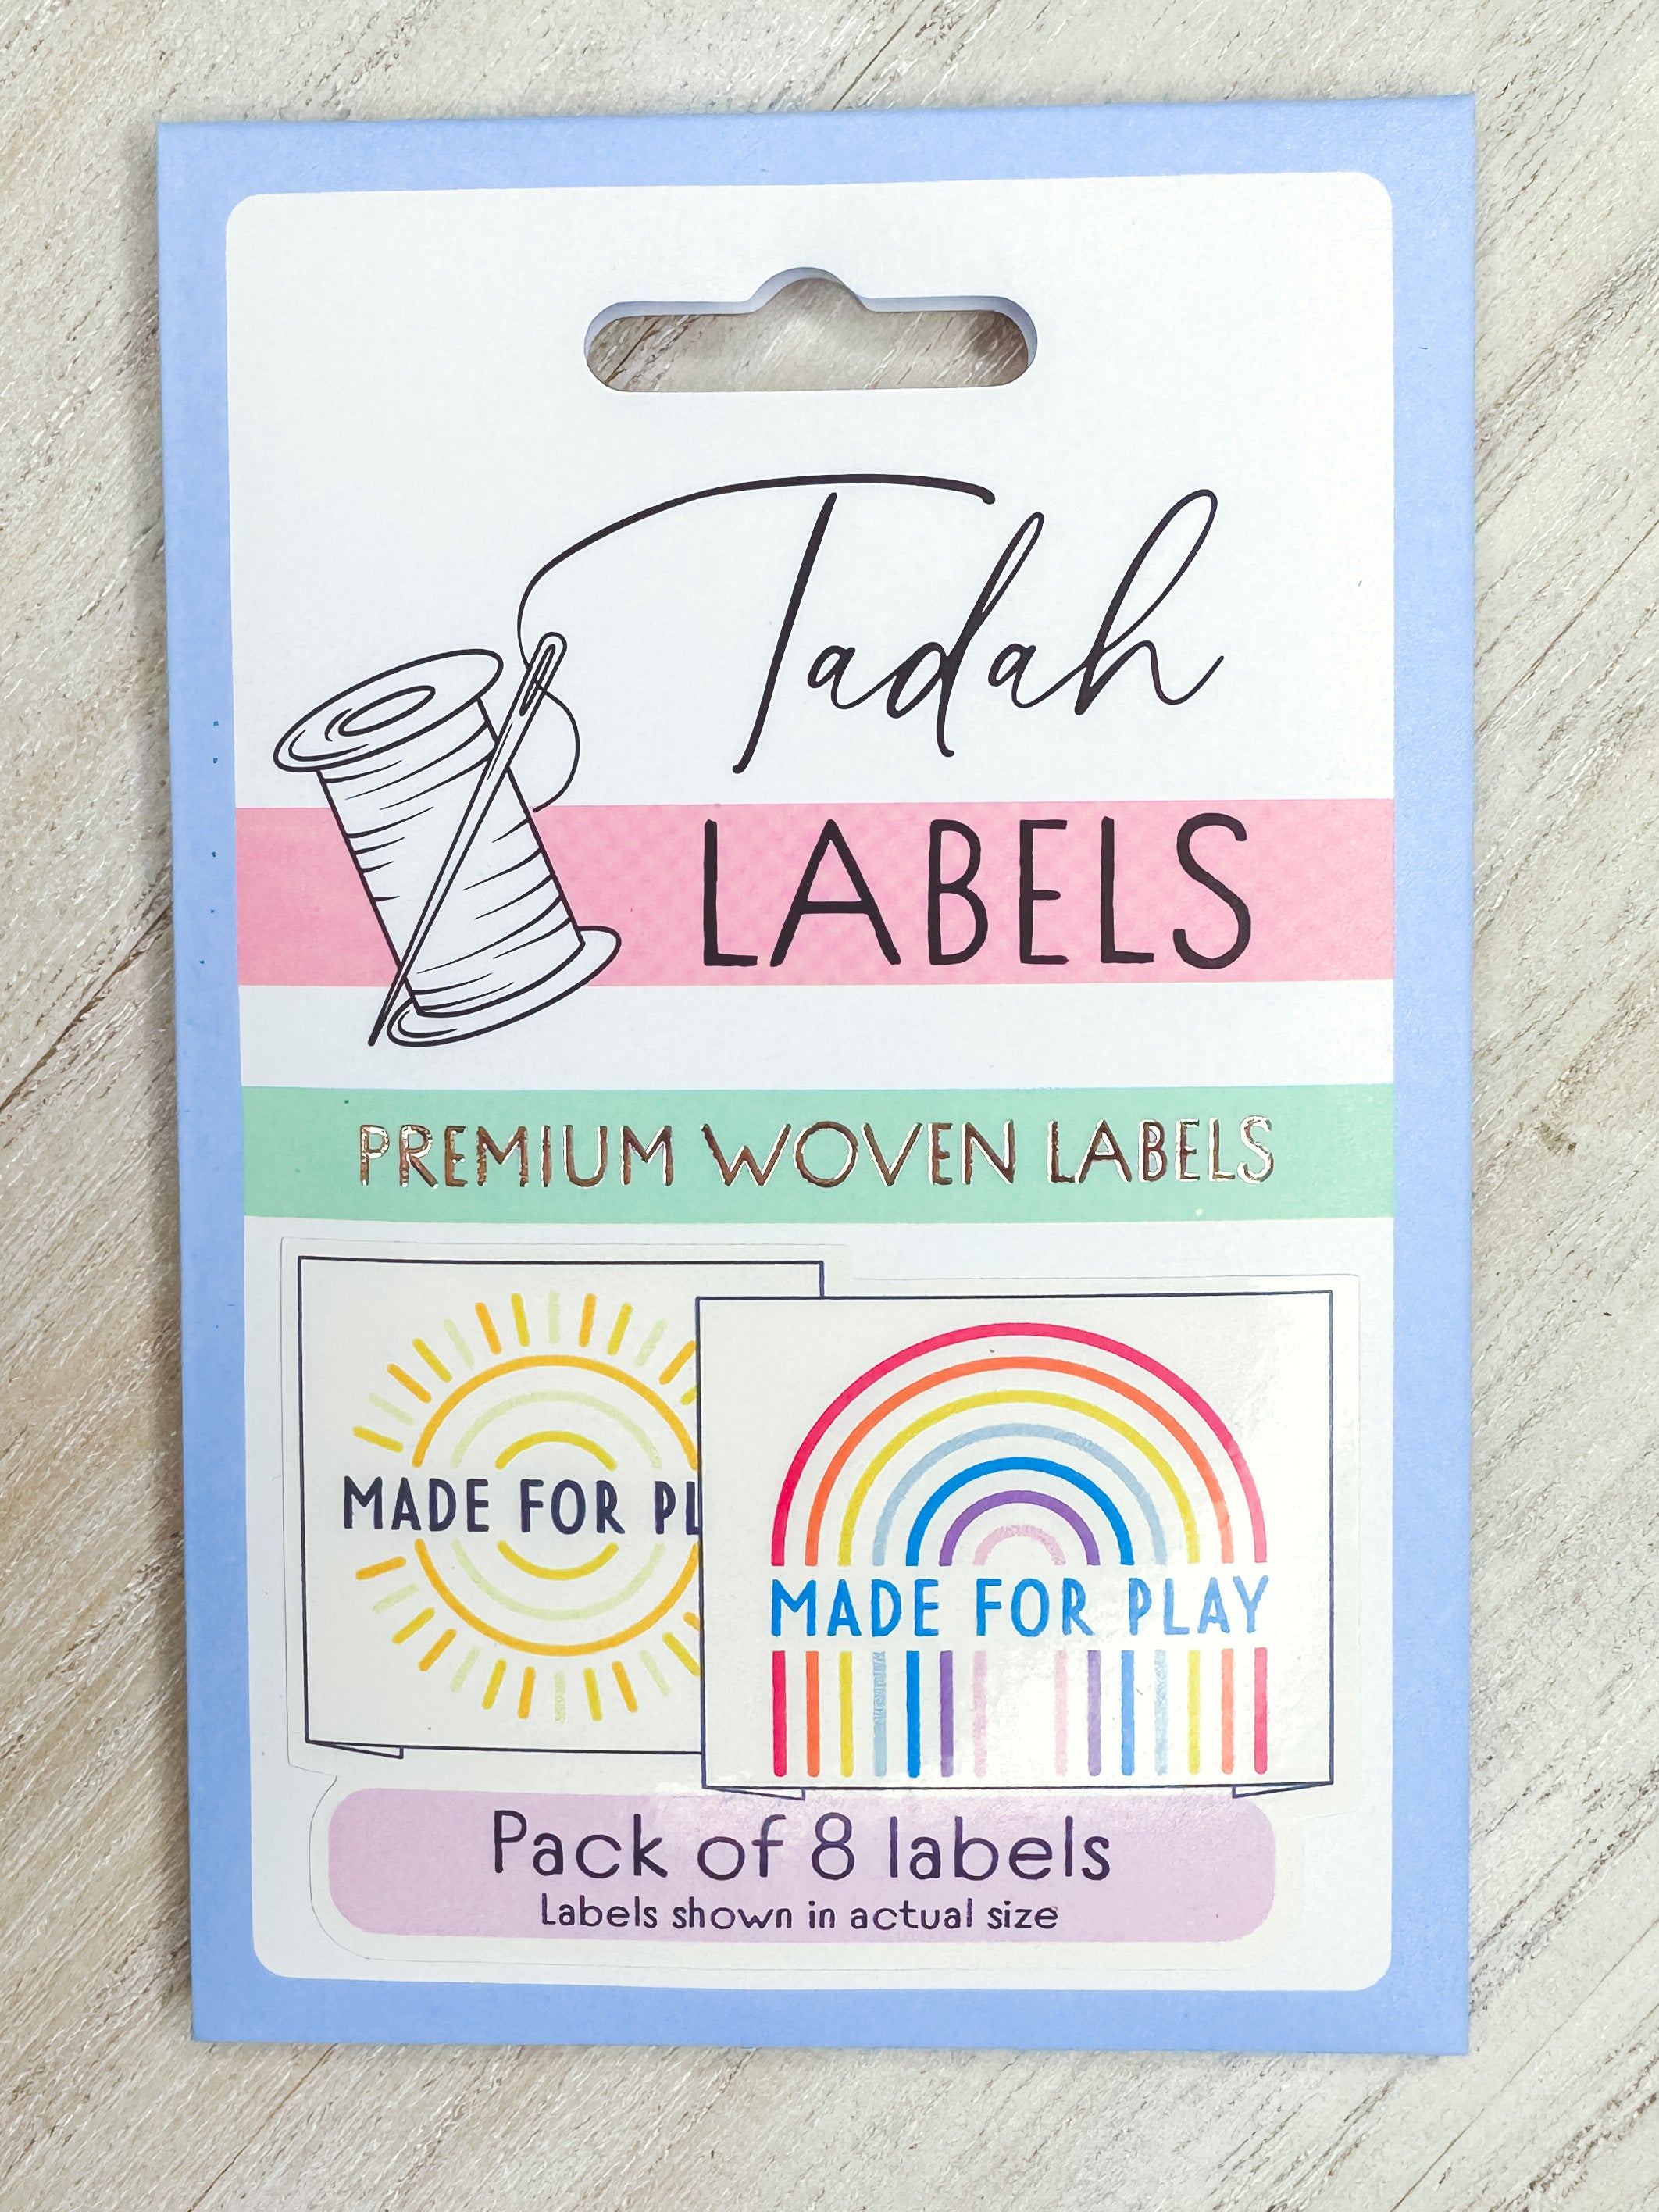 Tadah
LABELS
PREMIUM WOVEN LABELS
MADE FOR PL
MADE FOR PLAY
Pack of 8 labels
Labels shown in actual size